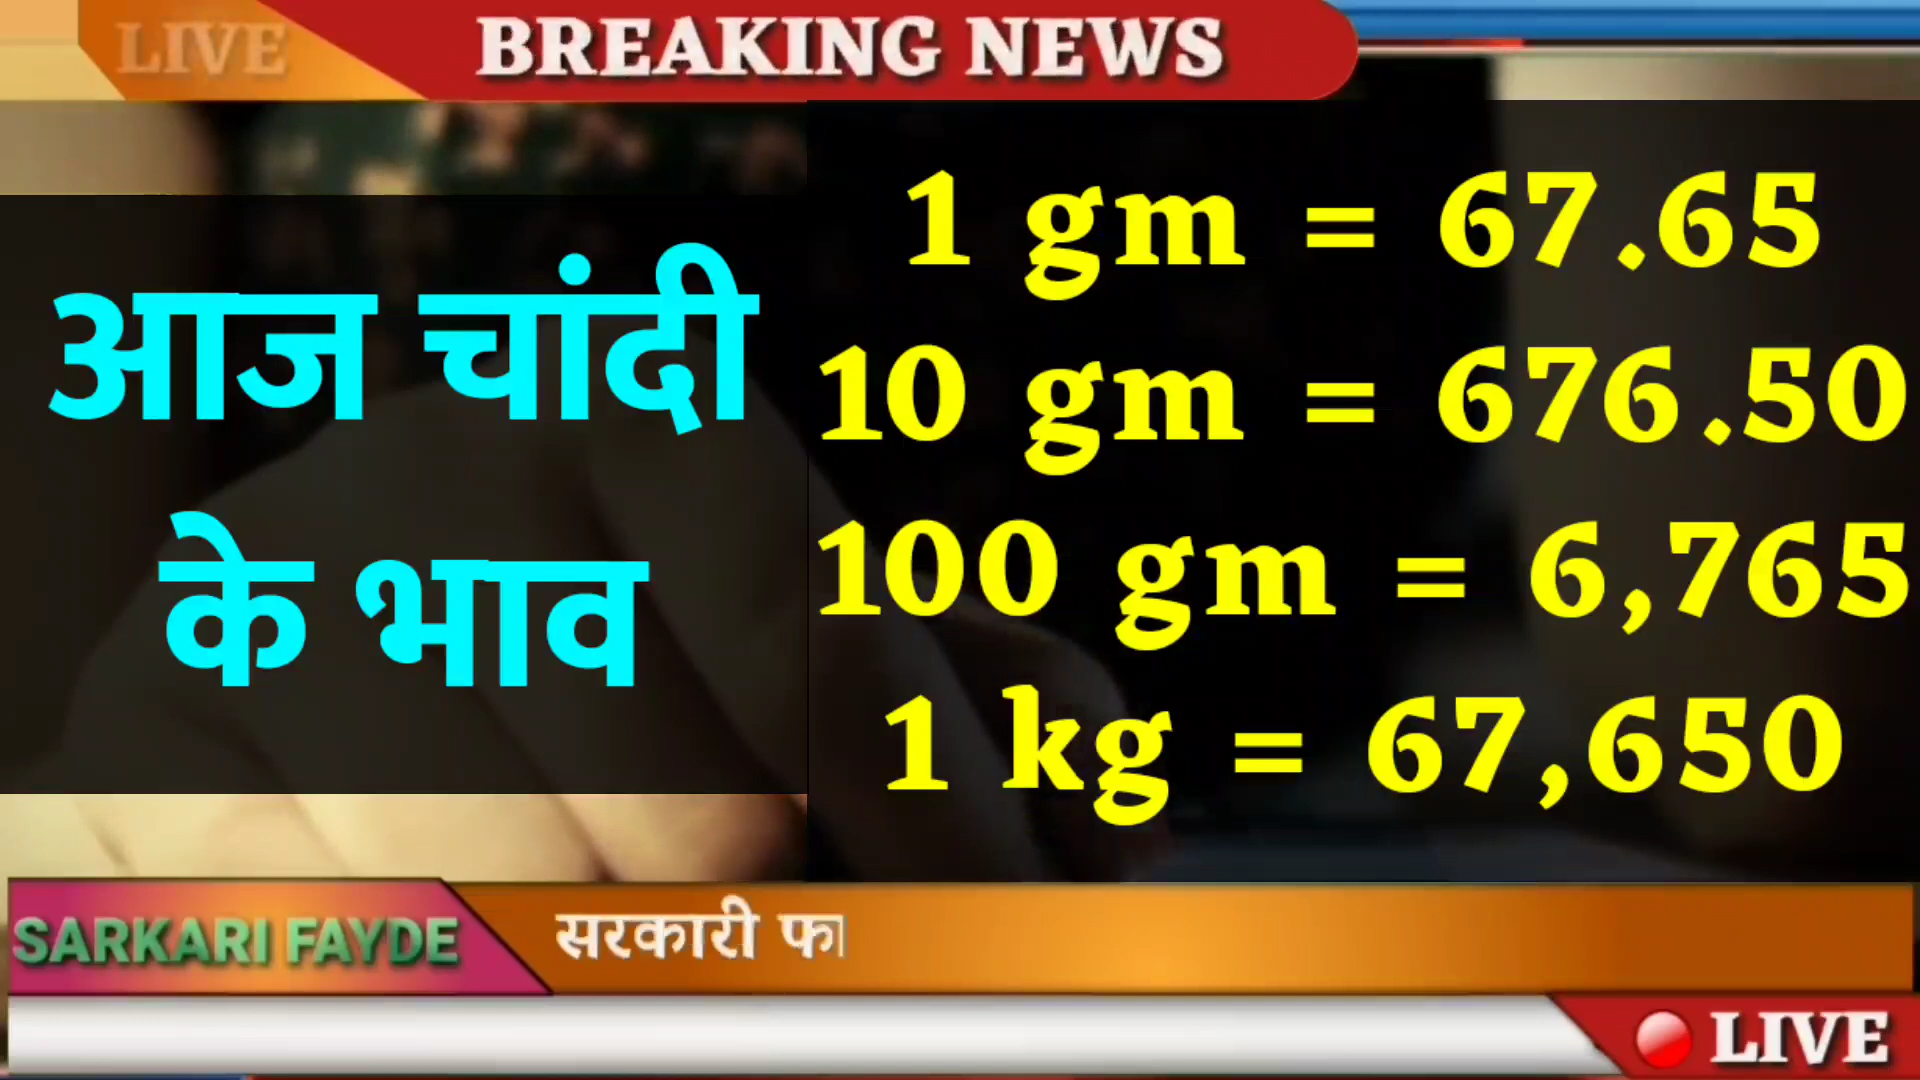 LIVE
BREAKING NEWS
आज चांदी
के भाव
1 gm = 67.65
10 gm = 676.50
100 gm = 6,765
1 kg = 67,650
SARKARI FAYDE
सरकारी फा
LIVE